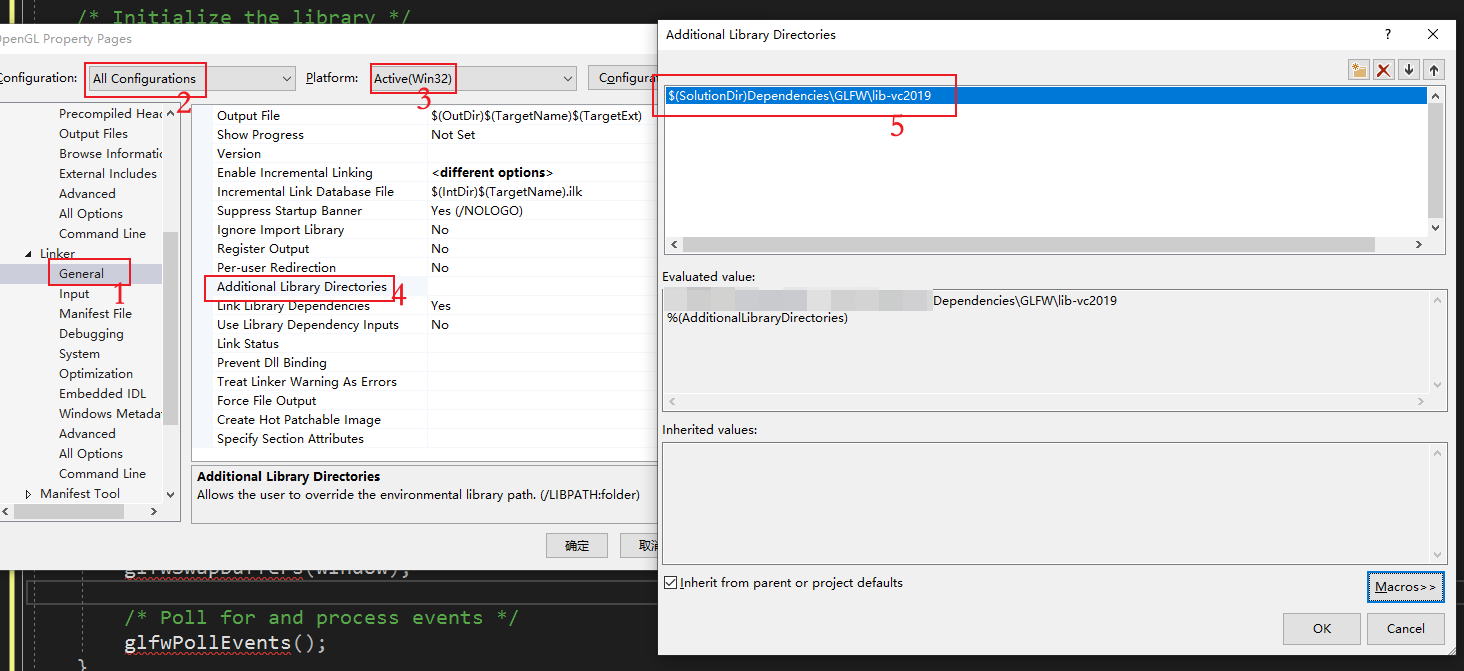 /* Initialize the library */
OpenGL Property Pages
Configuration:
All Configurations
2
Platform:
Active(Win32)
3
Configura
Precompiled Head
Output Files
Browse Informatic
External Includes
Advanced
All Options
Command Line
Linker
General
1
Input
Manifest File
Debugging
System
Optimization
Embedded IDL
Windows Metada
Advanced
All Options
Command Line
Manifest Tool
Output File $(OutDir)$(TargetName)$(TargetExt)
Show Progress Not Set
Version
Enable Incremental Linking <different options>
Incremental Link Database File $(IntDir)$(TargetName).ilk
Suppress Startup Banner Yes (/NOLOGO)
Ignore Import Library No
Register Output No
Per-user Redirection No
Additional Library Directories
4
Link Library Dependencies Yes
Use Library Dependency Inputs No
Link Status
Prevent Dll Binding
Treat Linker Warning As Errors
Force File Output
Create Hot Patchable Image
Specify Section Attributes
Additional Library Directories
Allows the user to override the environmental library path. (/LIBPATH:folder)
确定
取消
glfwSwapBuffers(window);
/* Poll for and process events */
glfwPollEvents();
}
Additional Library Directories
?
$(SolutionDir)Dependencies\GLFW\lib-vc2019
5
Evaluated value:
Dependencies\GLFW\lib-vc2019
%(AdditionalLibraryDirectories)
Inherited values:
Inherit from parent or project defaults
Macros>>
OK
Cancel